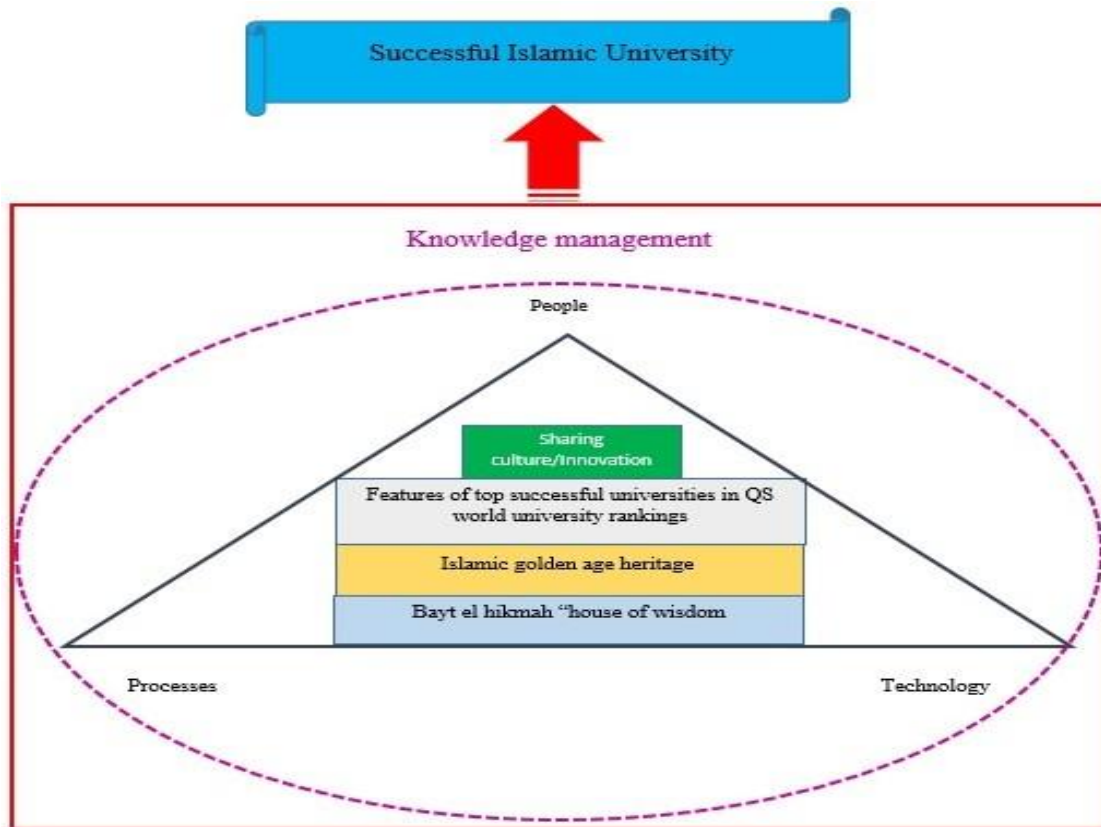 Successful Islamic University
Knowledge management
People
Sharing
culture/Innovation
Features of top successful universities in QS
world university rankings
Islamic golden age heritage
Bayt el hikmah “house of wisdom
Processes
Technology